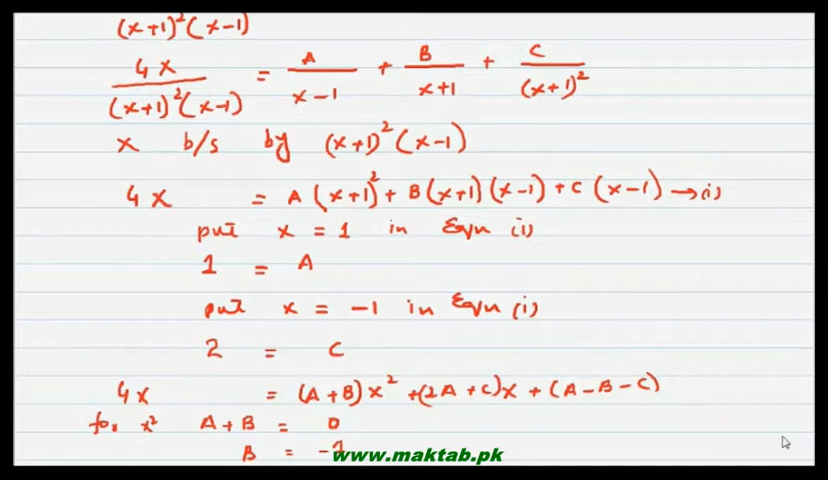 (x+1)²(x-1)
4x / (x+1)²(x-1) = A / x-1 + B / x+1 + C / (x+1)²
x b/s by (x+1)²(x-1)
4x = A(x+1)² + B(x+1)(x-1) + C(x-1) → (i)
put x = 1 in Eqn (i)
1 = A
put x = -1 in Eqn (i)
2 = C
4x = (A+B)x² + (2A+C)x + (A-B-C)
for x² A+B = 0
B = -1
www.maktab.pk